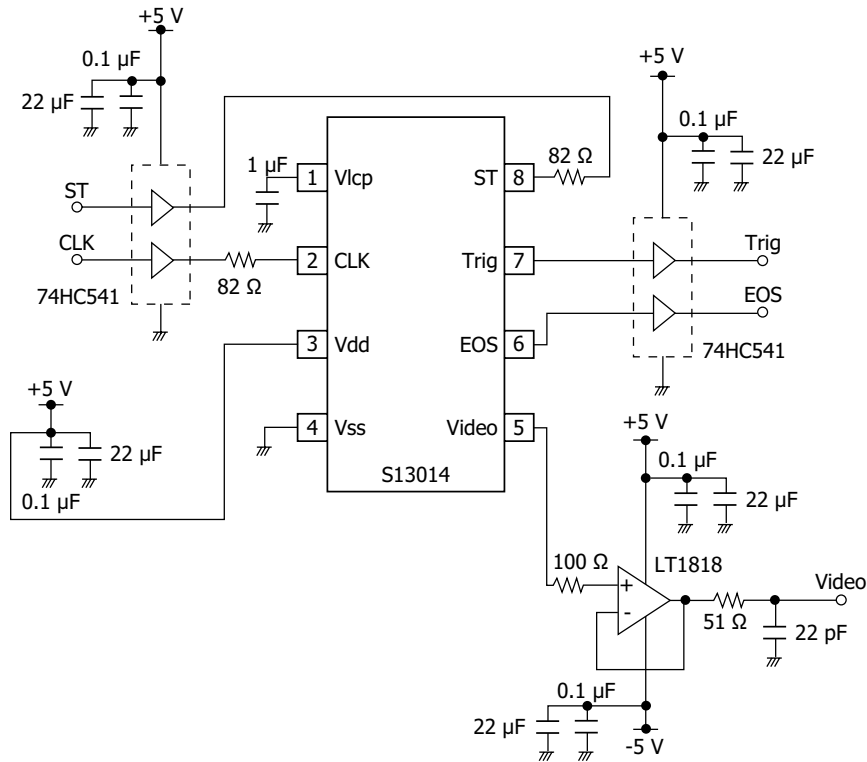 +5 V
0.1 µF
22 µF
ST
CLK
74HC541
82 Ω
1 µF
1
Vlcp
2
CLK
3
Vdd
4
Vss
ST
8
Trig
7
EOS
6
Video
5
S13014
82 Ω
+5 V
0.1 µF
22 µF
Trig
EOS
74HC541
+5 V
22 µF
0.1 µF
+5 V
0.1 µF
22 µF
100 Ω
LT1818
+
-
51 Ω
Video
22 pF
0.1 µF
22 µF
-5 V